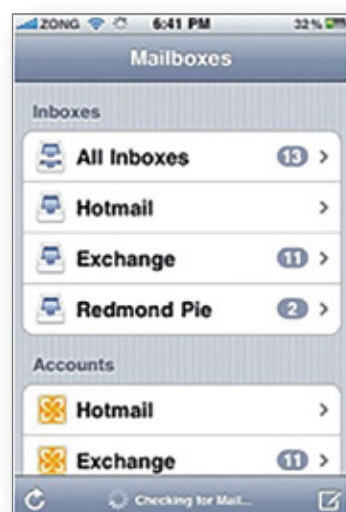 ZONG 6:41 PM 32%
Mailboxes
Inboxes
All Inboxes 13
Hotmail
Exchange 11
Redmond Pie 2
Accounts
Hotmail
Exchange 11
Checking for Mail...